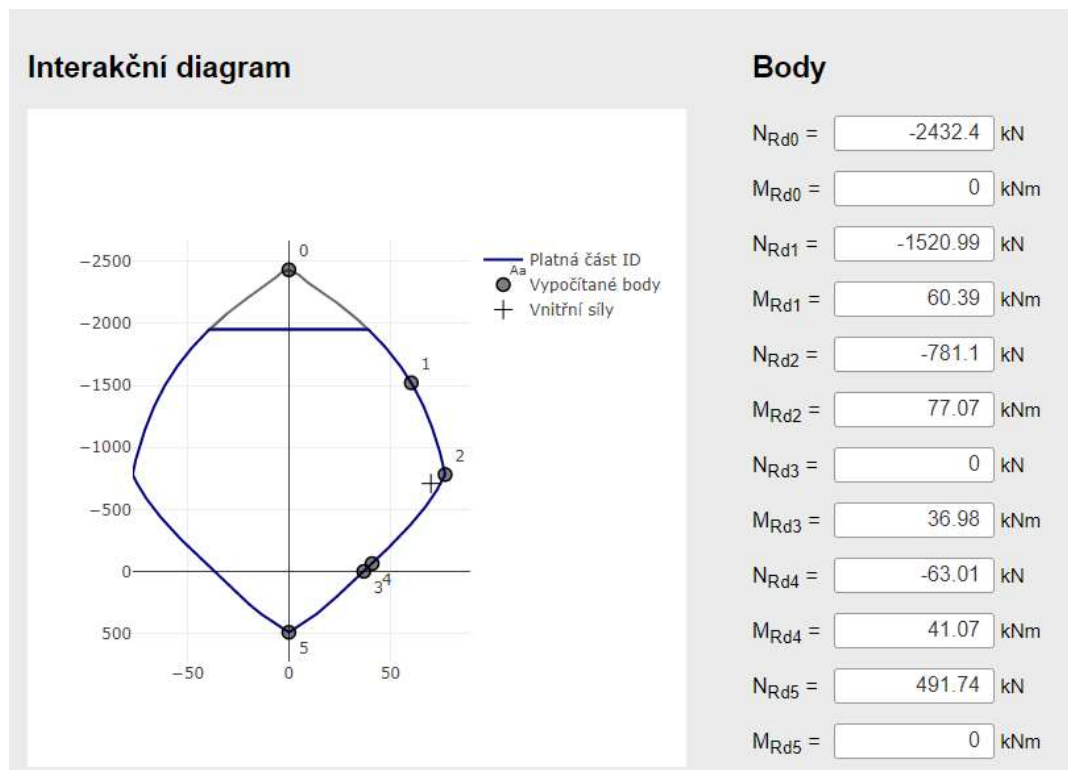 Interakční diagram
−2500
−2000
−1500
−1000
−500
0
500
−50
0
50
0
1
2
3
4
5
Platná část ID
Aa
Vypočítané body
Vnitřní síly
Body
NRd0 = -2432.4 kN
MRd0 = 0 kNm
NRd1 = -1520.99 kN
MRd1 = 60.39 kNm
NRd2 = -781.1 kN
MRd2 = 77.07 kNm
NRd3 = 0 kN
MRd3 = 36.98 kNm
NRd4 = -63.01 kN
MRd4 = 41.07 kNm
NRd5 = 491.74 kN
MRd5 = 0 kNm